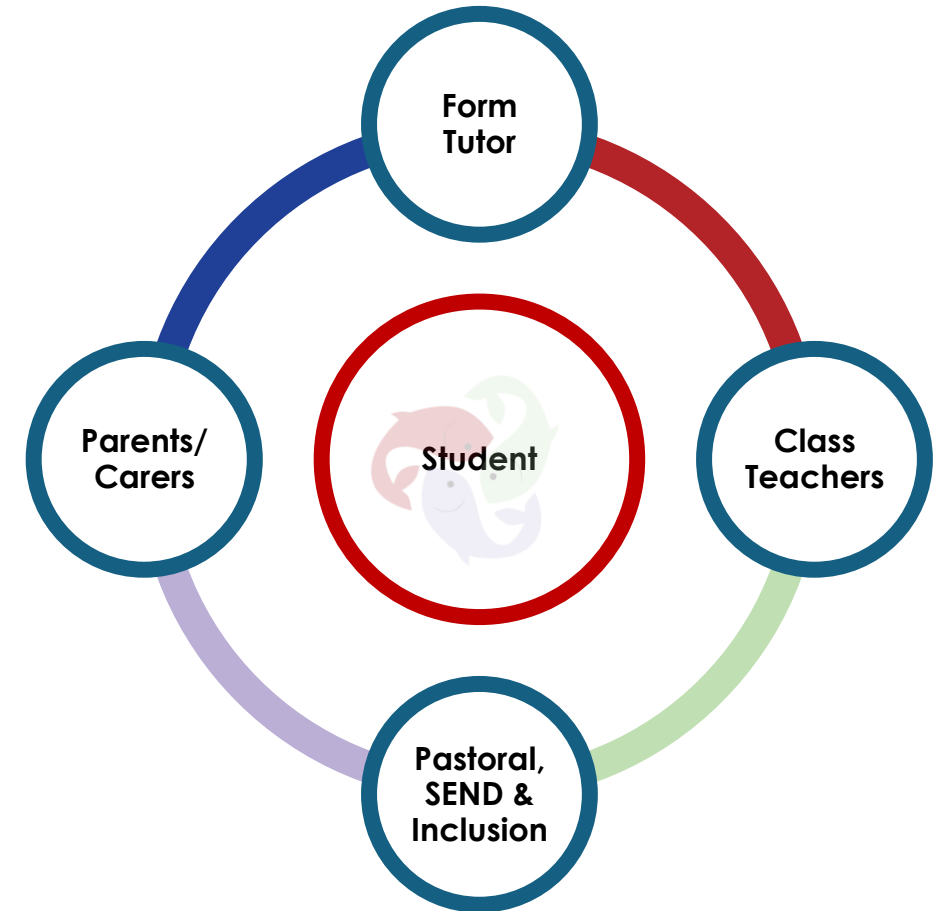 Form
Tutor
Parents/
Carers
Student
Class
Teachers
Pastoral,
SEND &
Inclusion